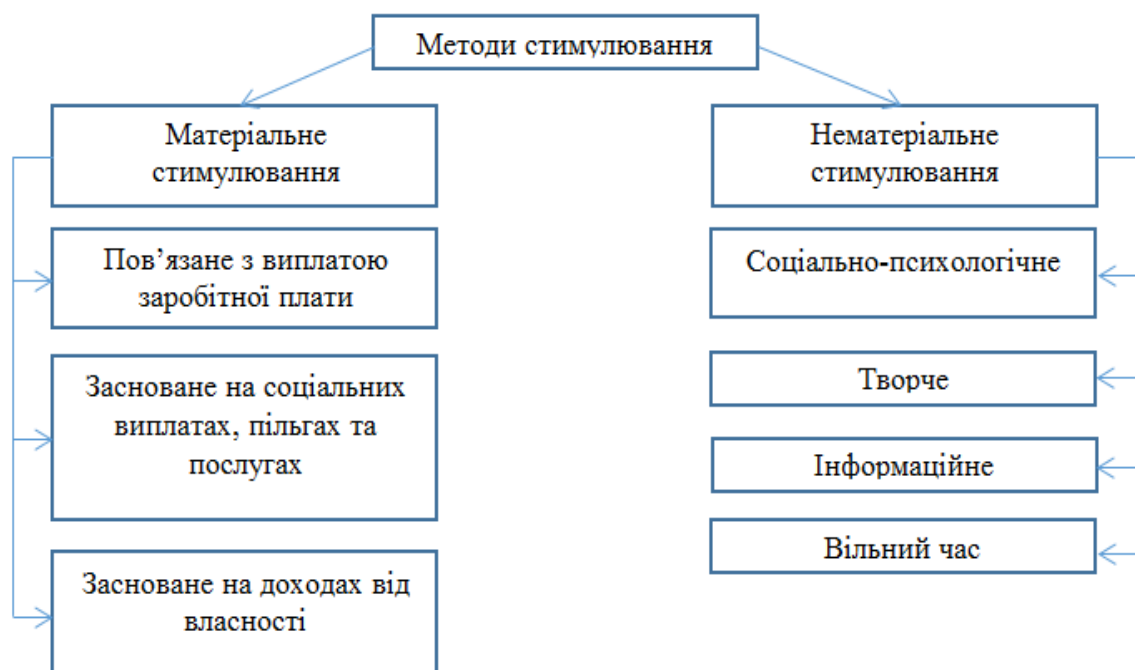 Методи стимулювання
Матеріальне
стимулювання
Пов’язане з виплатою
заробітної плати
Засноване на соціальних
виплатах, пільгах та
послугах
Засноване на доходах від
власності
Нематеріальне
стимулювання
Соціально-психологічне
Творче
Інформаційне
Вільний час